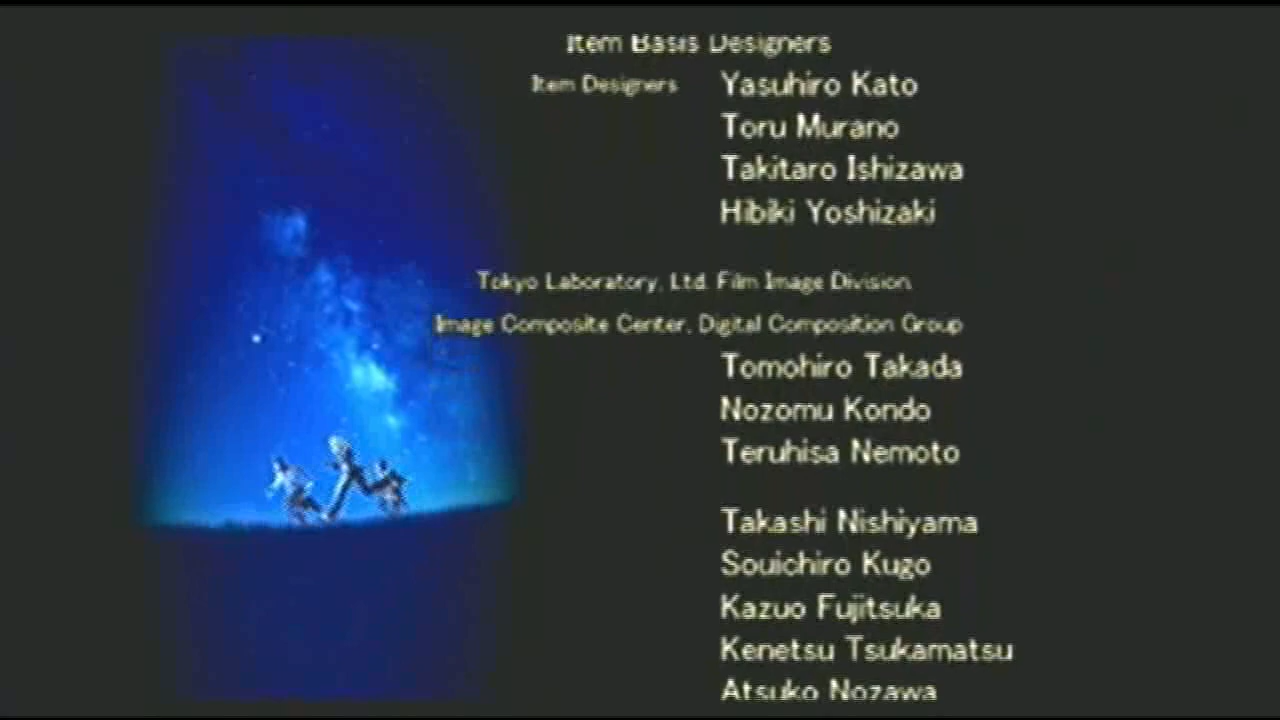 Item Basis Designers
Item Designers Yasuhiro Kato
Toru Murano
Takitaro Ishizawa
Hibiki Yoshizaki
Tokyo Laboratory, Ltd. Film Image Division
Image Composite Center, Digital Composition Group
Tomohiro Takada
Nozomu Kondo
Teruhisa Nemoto
Takashi Nishiyama
Souichiro Kugo
Kazuo Fujitsuka
Kenetsu Tsukamatsu
Atsuko Nozawa